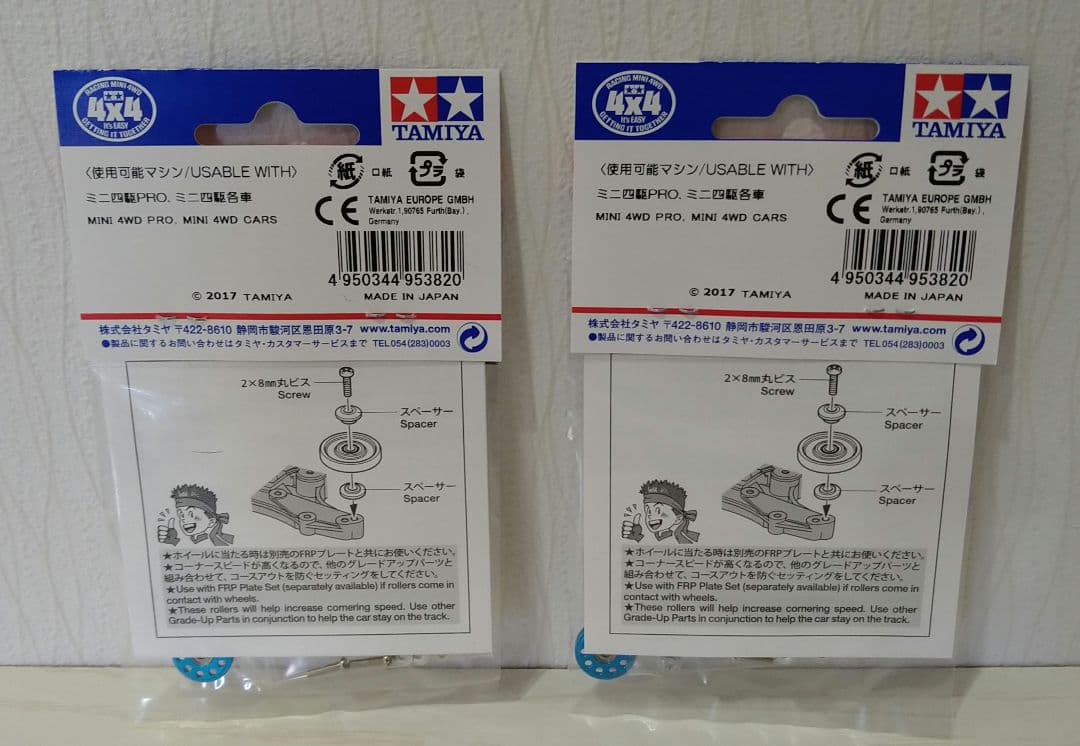 RACING MINI 4WD
4x4
It's EASY
GETTING IT TOGETHER
TAMIYA
〈使用可能マシン/USABLE WITH〉
ミニ四駆PRO、ミニ四駆各車
MINI 4WD PRO, MINI 4WD CARS
紙 口紙 プラ 袋
CE TAMIYA EUROPE GMBH
Werkstr.1,90765 Furth(Bay.),
Germany
4 950344 953820
© 2017 TAMIYA MADE IN JAPAN
株式会社タミヤ 〒422-8610 静岡市駿河区恩田原3-7 www.tamiya.com
●製品に関するお問い合わせはタミヤ・カスタマーサービスまで TEL054(283)0003
2×8mm丸ビス
Screw
スペーサー
Spacer
スペーサー
Spacer
★ホイールに当たる時は別売のFRPプレートと共にお使いください。
★コーナースピードが高くなるので、他のグレードアップパーツと
組み合わせて、コースアウトを防ぐセッティングをしてください。
★Use with FRP Plate Set (separately available) if rollers come in
contact with wheels.
★These rollers will help increase cornering speed. Use other
Grade-Up Parts in conjunction to help the car stay on the track.
RACING MINI 4WD
4x4
It's EASY
GETTING IT TOGETHER
TAMIYA
〈使用可能マシン/USABLE WITH〉
ミニ四駆PRO、ミニ四駆各車
MINI 4WD PRO, MINI 4WD CARS
紙 口紙 プラ 袋
CE TAMIYA EUROPE GMBH
Werkstr.1,90765 Furth(Bay.),
Germany
4 950344 953820
© 2017 TAMIYA MADE IN JAPAN
株式会社タミヤ 〒422-8610 静岡市駿河区恩田原3-7 www.tamiya.com
●製品に関するお問い合わせはタミヤ・カスタマーサービスまで TEL054(283)0003
2×8mm丸ビス
Screw
スペーサー
Spacer
スペーサー
Spacer
★ホイールに当たる時は別売のFRPプレートと共にお使いください。
★コーナースピードが高くなるので、他のグレードアップパーツと
組み合わせて、コースアウトを防ぐセッティングをしてください。
★Use with FRP Plate Set (separately available) if rollers come in
contact with wheels.
★These rollers will help increase cornering speed. Use other
Grade-Up Parts in conjunction to help the car stay on the track.